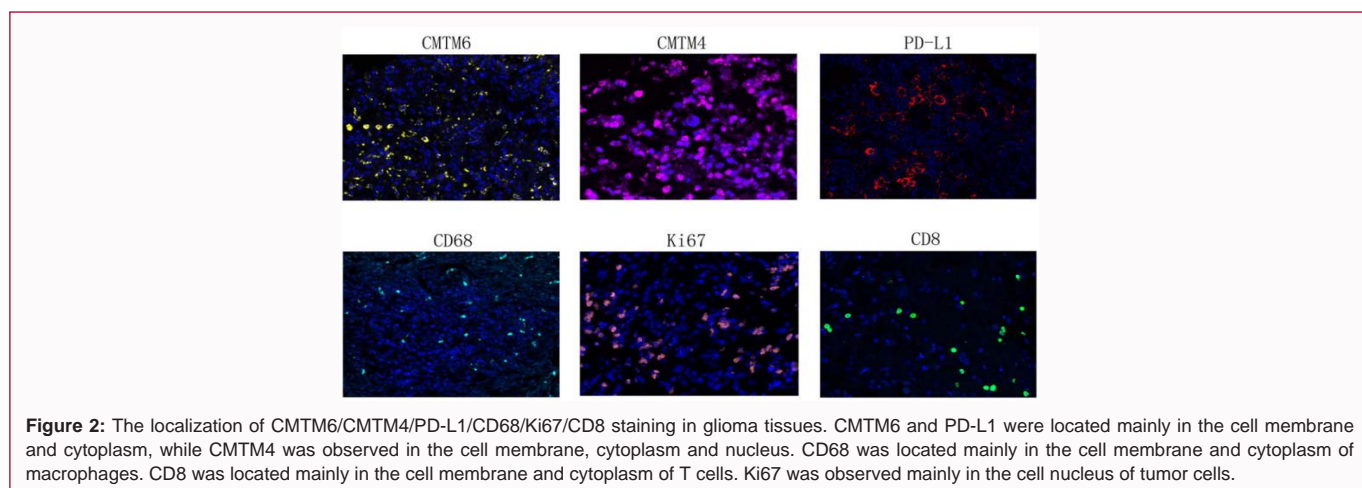 CMTM6 CMTM4 PD-L1
CD68 Ki67 CD8
Figure 2: The localization of CMTM6/CMTM4/PD-L1/CD68/Ki67/CD8 staining in glioma tissues. CMTM6 and PD-L1 were located mainly in the cell membrane
and cytoplasm, while CMTM4 was observed in the cell membrane, cytoplasm and nucleus. CD68 was located mainly in the cell membrane and cytoplasm of
macrophages. CD8 was located mainly in the cell membrane and cytoplasm of T cells. Ki67 was observed mainly in the cell nucleus of tumor cells.